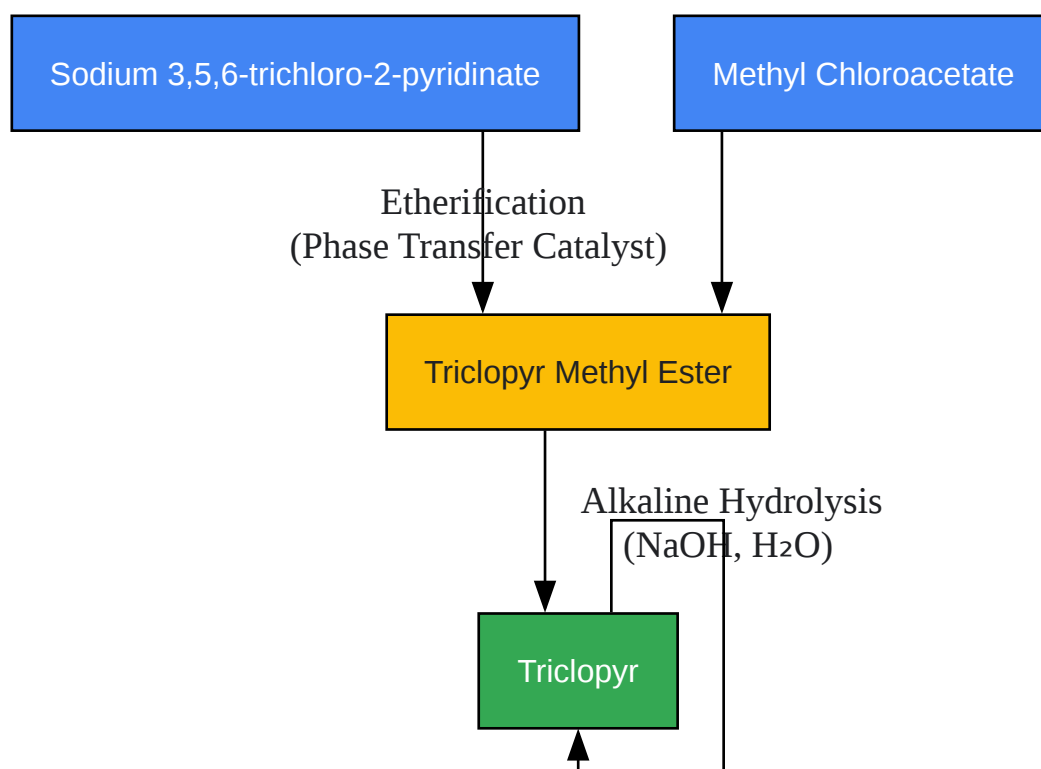 Sodium 3,5,6-trichloro-2-pyridinate
Methyl Chloroacetate
Etherification
(Phase Transfer Catalyst)
Triclopyr Methyl Ester
Alkaline Hydrolysis
(NaOH, H₂O)
Triclopyr